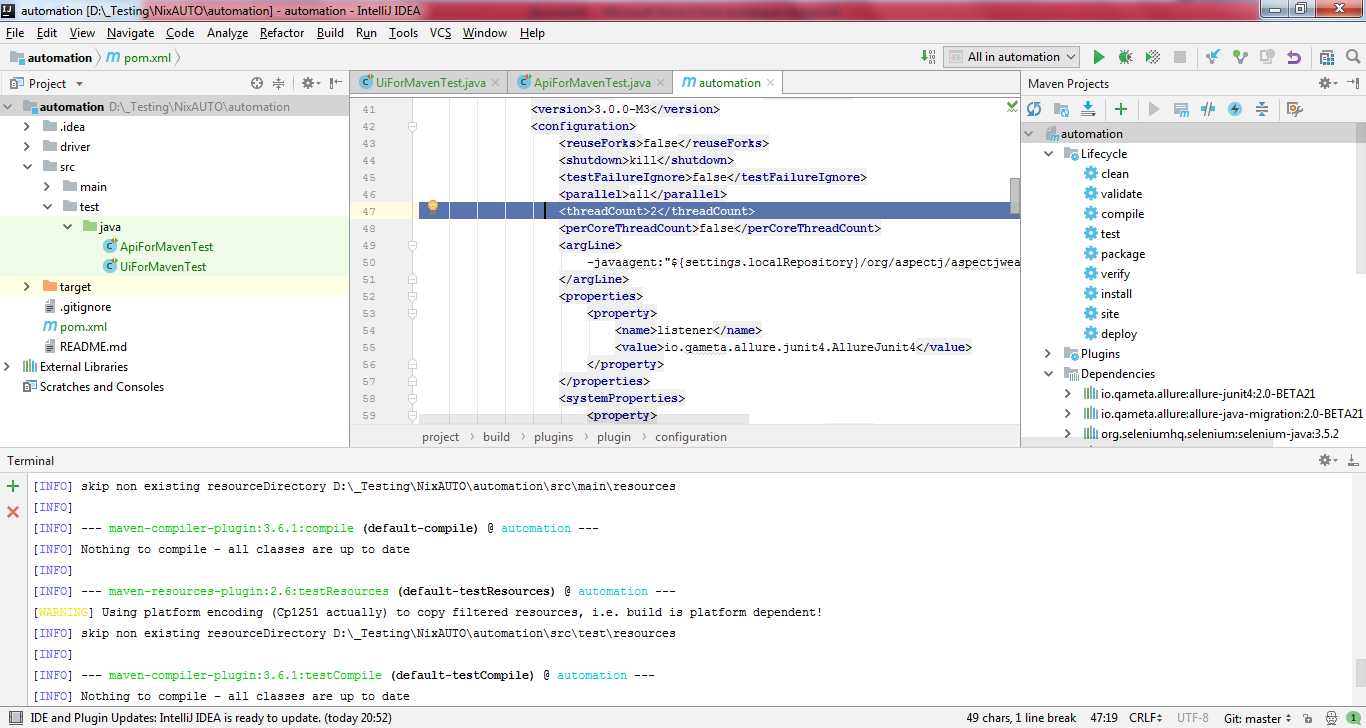 automation [D:\_Testing\NixAUTO\automation] - automation - IntelliJ IDEA
File Edit View Navigate Code Analyze Refactor Build Run Tools VCS Window Help
automation m pom.xml
All in automation
Project
automation D:\_Testing\NixAUTO\automation
.idea
driver
src
main
test
java
ApiForMavenTest
UiForMavenTest
target
.gitignore
pom.xml
README.md
External Libraries
Scratches and Consoles
UiForMavenTest.java ApiForMavenTest.java automation
41 <version>3.0.0-M3</version>
42 <configuration>
43 <reuseForks>false</reuseForks>
44 <shutdown>kill</shutdown>
45 <testFailureIgnore>false</testFailureIgnore>
46 <parallel>all</parallel>
47 <threadCount>2</threadCount>
48 <perCoreThreadCount>false</perCoreThreadCount>
49 <argLine>
50 -javaagent:"${settings.localRepository}/org/aspectj/aspectjwea
51 </argLine>
52 <properties>
53 <property>
54 <name>listener</name>
55 <value>io.qameta.allure.junit4.AllureJunit4</value>
56 </property>
57 </properties>
58 <systemProperties>
59 <property>
project build plugins plugin configuration
Maven Projects
automation
Lifecycle
clean
validate
compile
test
package
verify
install
site
deploy
Plugins
Dependencies
io.qameta.allure:allure-junit4:2.0-BETA21
io.qameta.allure:allure-java-migration:2.0-BETA21
org.seleniumhq.selenium:selenium-java:3.5.2
Terminal
[INFO] skip non existing resourceDirectory D:\_Testing\NixAUTO\automation\src\main\resources
[INFO]
[INFO] --- maven-compiler-plugin:3.6.1:compile (default-compile) @ automation ---
[INFO] Nothing to compile - all classes are up to date
[INFO]
[INFO] --- maven-resources-plugin:2.6:testResources (default-testResources) @ automation ---
[WARNING] Using platform encoding (Cp1251 actually) to copy filtered resources, i.e. build is platform dependent!
[INFO] skip non existing resourceDirectory D:\_Testing\NixAUTO\automation\src\test\resources
[INFO]
[INFO] --- maven-compiler-plugin:3.6.1:testCompile (default-testCompile) @ automation ---
[INFO] Nothing to compile - all classes are up to date
IDE and Plugin Updates: IntelliJ IDEA is ready to update. (today 20:52) 49 chars, 1 line break 47:19 CRLF UTF-8 Git: master 1